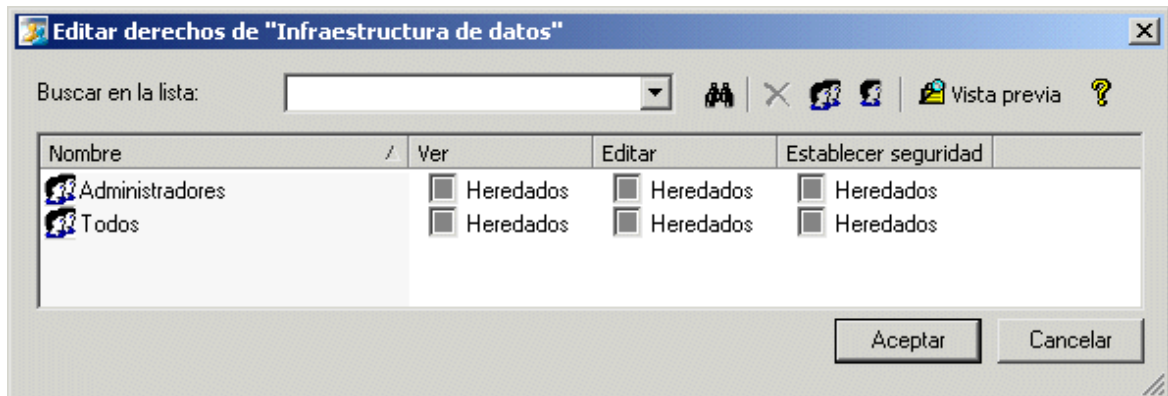 Editar derechos de "Infraestructura de datos"
Buscar en la lista: Vista previa
Nombre Ver Editar Establecer seguridad
Administradores Heredados Heredados Heredados
Todos Heredados Heredados Heredados
Aceptar Cancelar